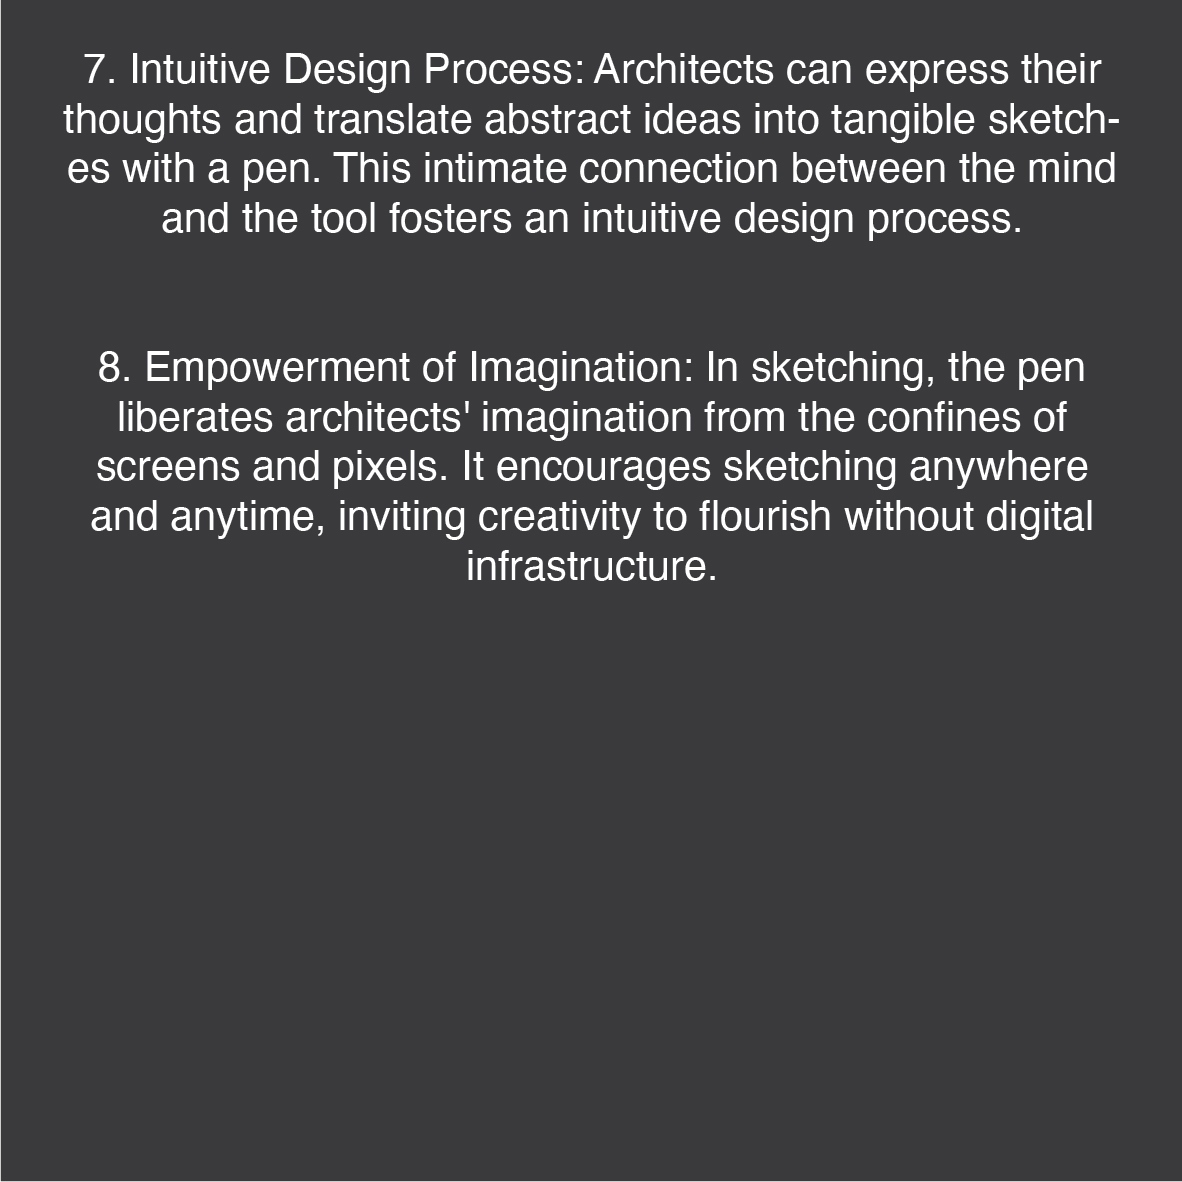 7. Intuitive Design Process: Architects can express their
thoughts and translate abstract ideas into tangible sketch-
es with a pen. This intimate connection between the mind
and the tool fosters an intuitive design process.
8. Empowerment of Imagination: In sketching, the pen
liberates architects' imagination from the confines of
screens and pixels. It encourages sketching anywhere
and anytime, inviting creativity to flourish without digital
infrastructure.